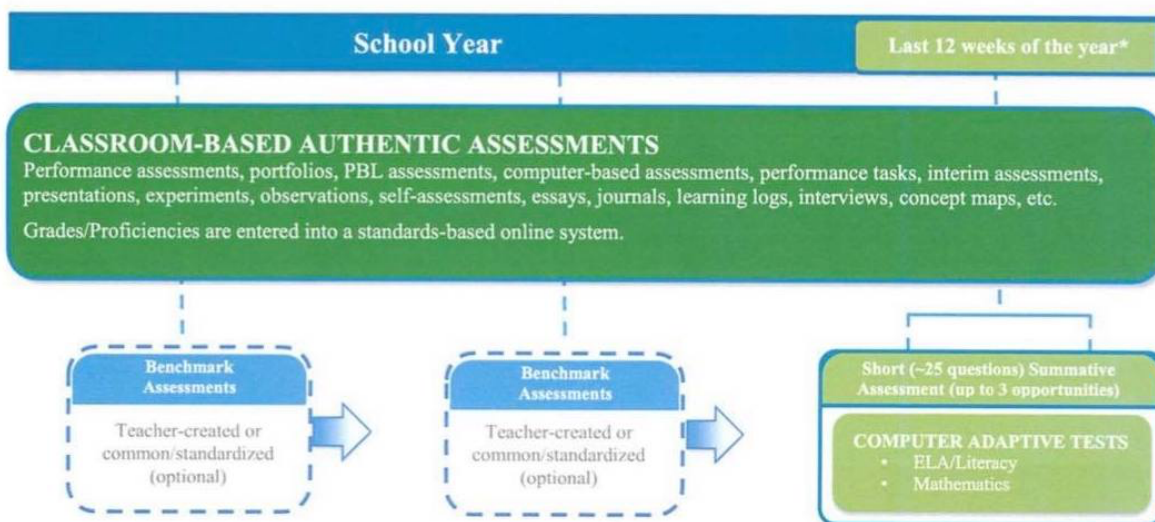 School Year
Last 12 weeks of the year*
CLASSROOM-BASED AUTHENTIC ASSESSMENTS
Performance assessments, portfolios, PBL assessments, computer-based assessments, performance tasks, interim assessments,
presentations, experiments, observations, self-assessments, essays, journals, learning logs, interviews, concept maps, etc.
Grades/Proficiencies are entered into a standards-based online system.
Benchmark
Assessments
Teacher-created or
common/standardized
(optional)
Benchmark
Assessments
Teacher-created or
common/standardized
(optional)
Short (~25 questions) Summative
Assessment (up to 3 opportunities)
COMPUTER ADAPTIVE TESTS
• ELA/Literacy
• Mathematics